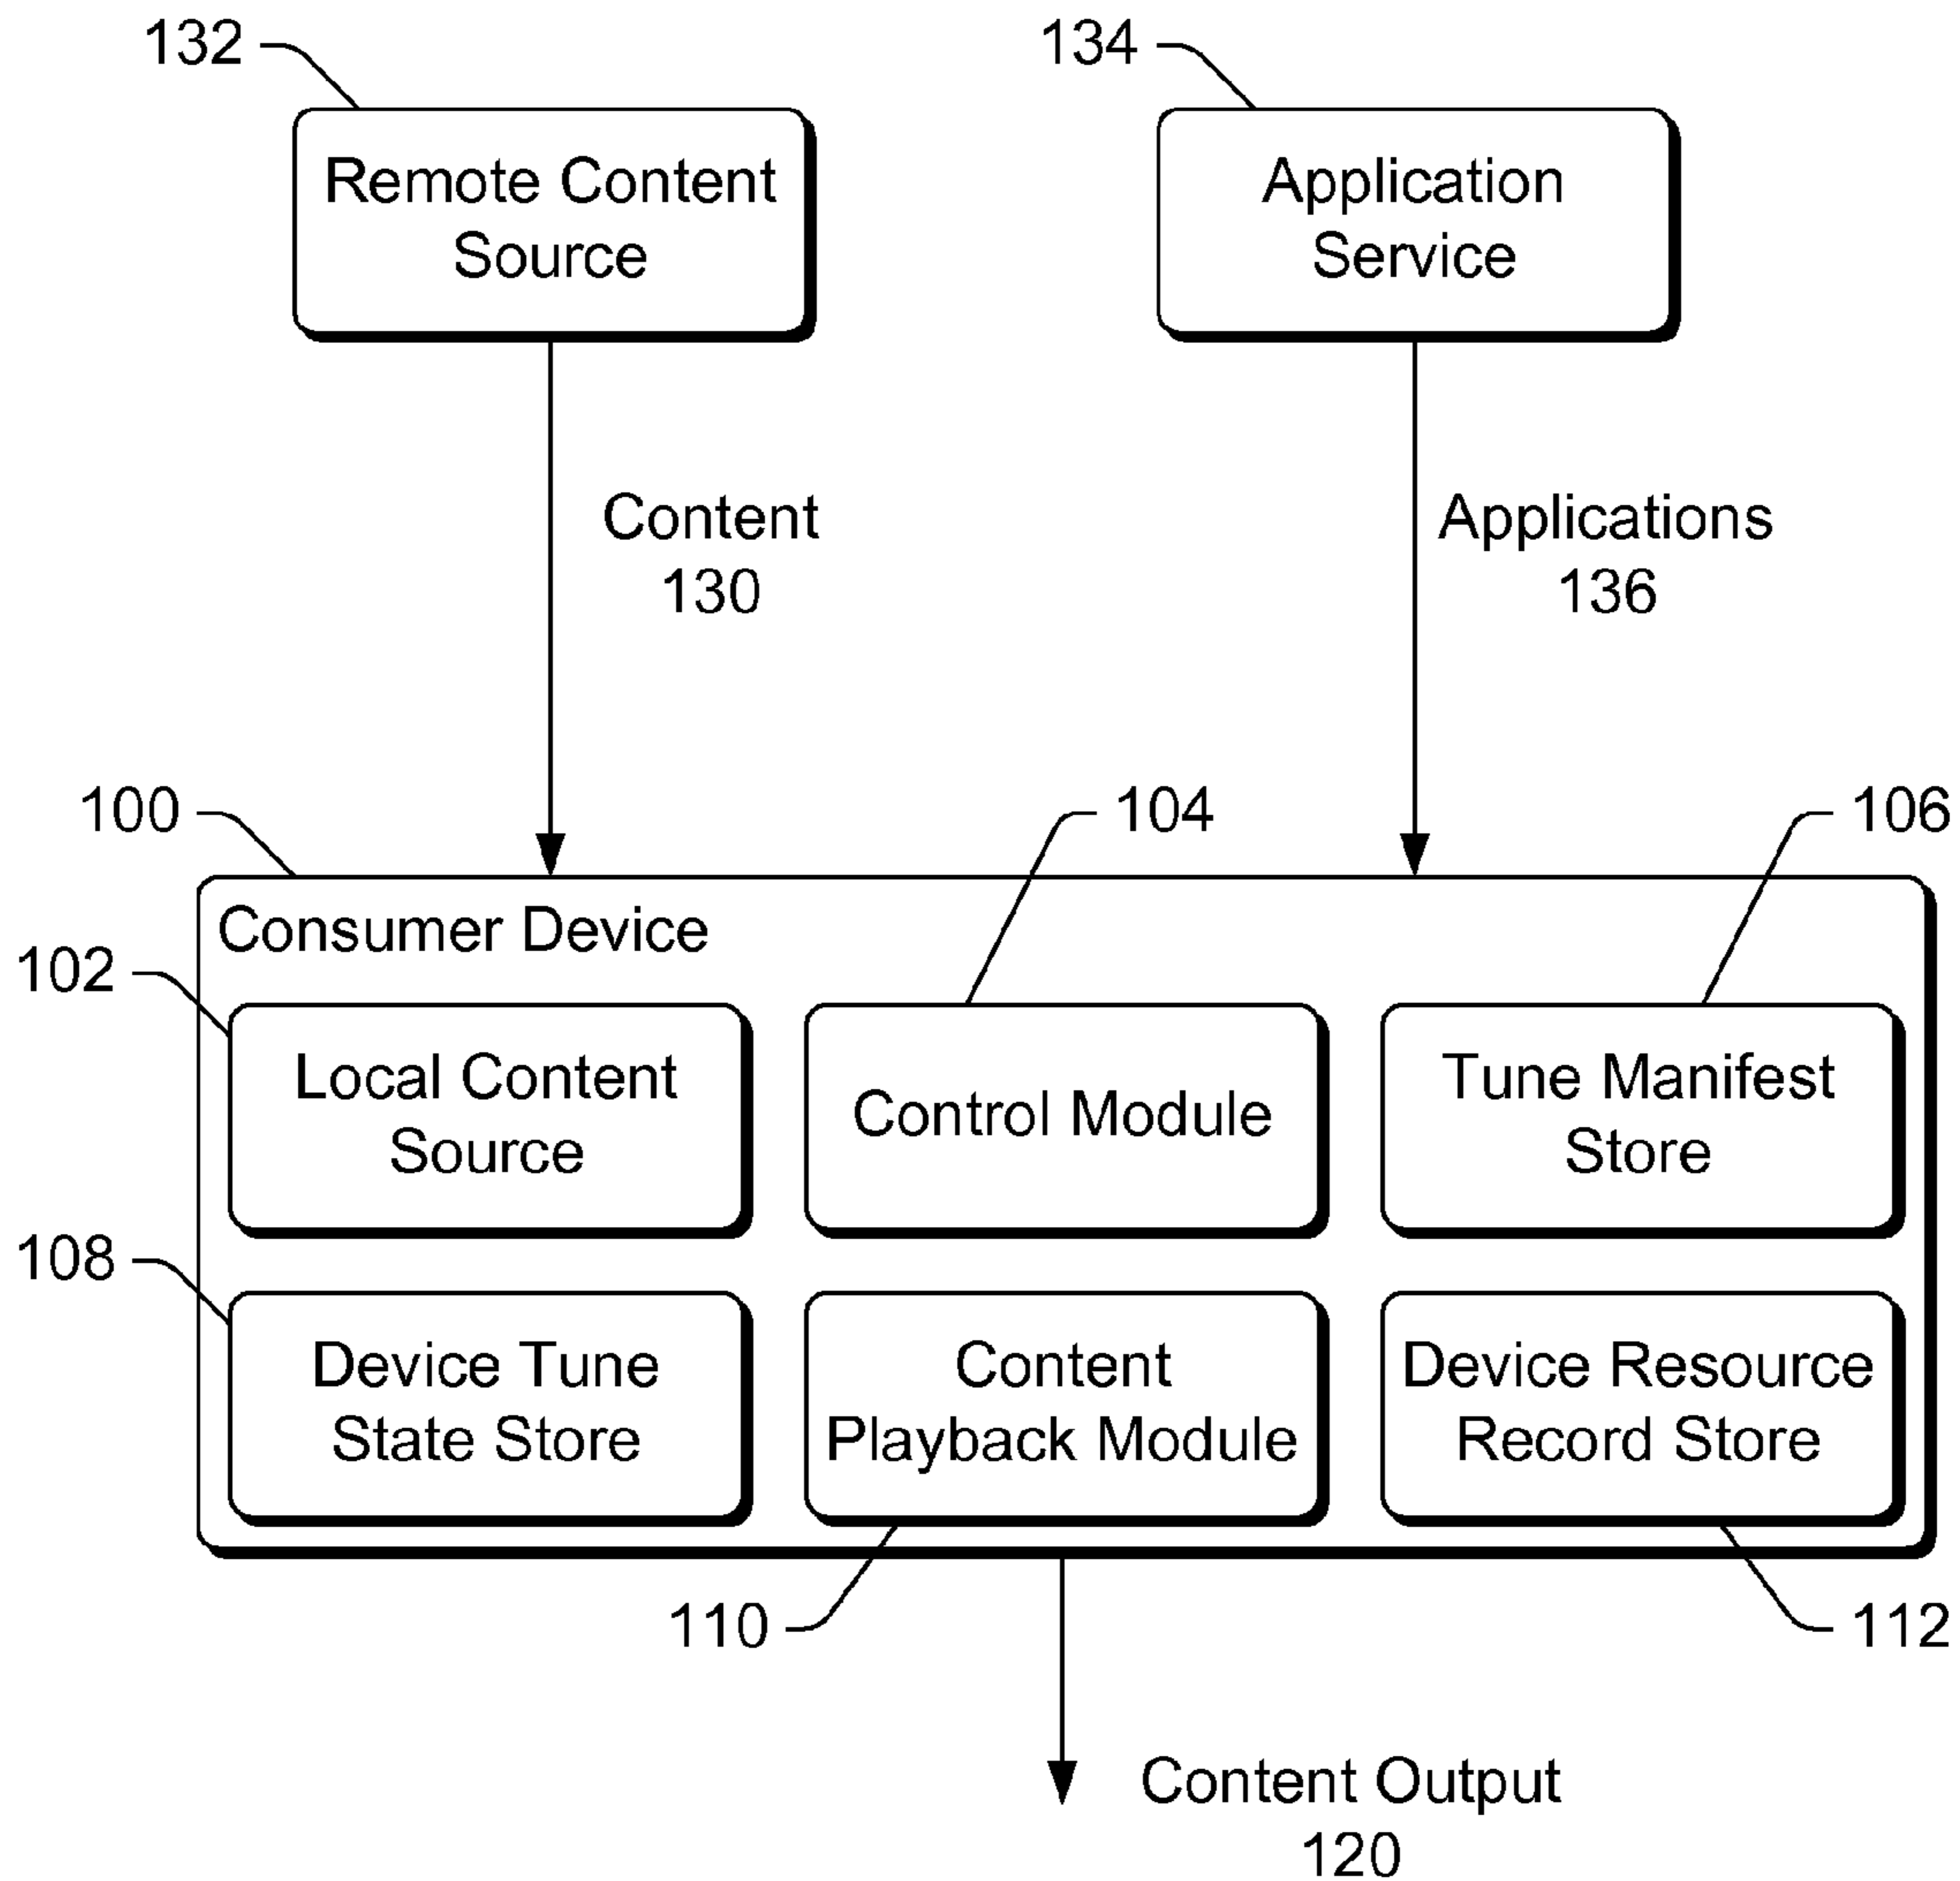 132
134
Remote Content
Source
Application
Service
Content
130
Applications
136
100
104
106
Consumer Device
102
Local Content
Source
Control Module
Tune Manifest
Store
108
Device Tune
State Store
Content
Playback Module
Device Resource
Record Store
110
112
Content Output
120